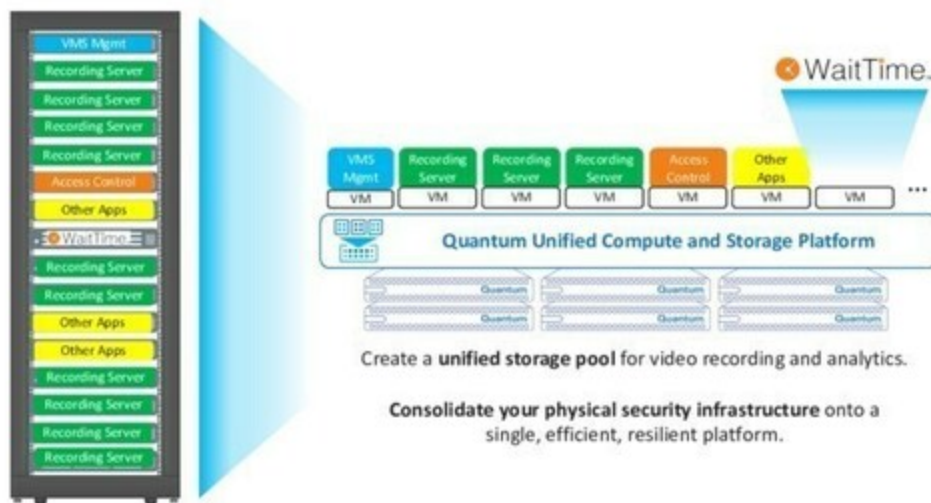 VMS Mgmt
Recording Server
Recording Server
Recording Server
Recording Server
Access Control
Other Apps
WaitTime.
Recording Server
Recording Server
Other Apps
Other Apps
Recording Server
Recording Server
Recording Server
Recording Server
WaitTime.
VMS
Mgmt
Recording
Server
Recording
Server
Recording
Server
Access
Control
Other
Apps
VM
VM
VM
VM
VM
VM
VM
...
Quantum Unified Compute and Storage Platform
Quantum
Quantum
Quantum
Quantum
Quantum
Quantum
Create a unified storage pool for video recording and analytics.
Consolidate your physical security infrastructure onto a
single, efficient, resilient platform.